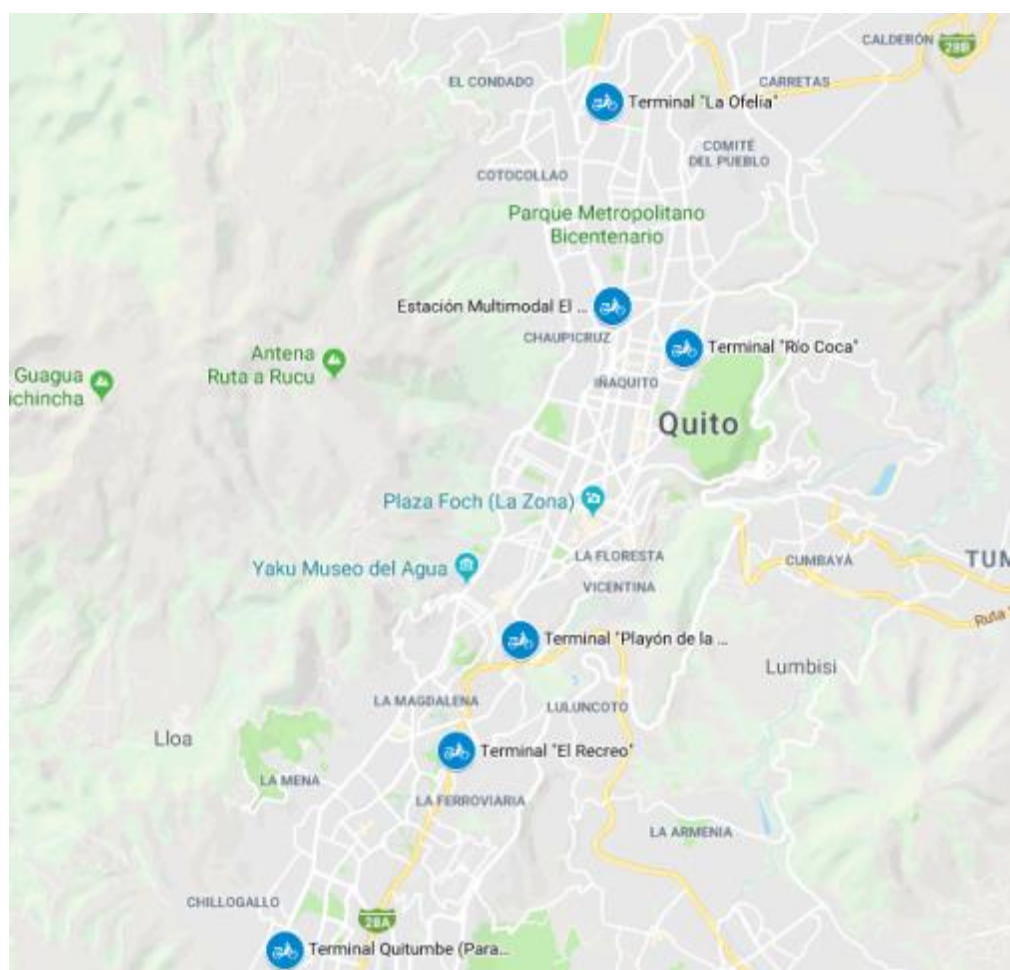 CALDERÓN
28B
EL CONDADO
CARRETAS
Terminal "La Ofelia"
COMITÉ
DEL PUEBLO
COTOCOLLAO
Parque Metropolitano
Bicentenario
Estación Multimodal El ...
CHAUPICRUZ
Terminal "Río Coca"
Antena
Ruta a Rucu
Guagua
ichincha
IÑAQUITO
Quito
Plaza Foch (La Zona)
LA FLORESTA
CUMBAYÁ
TUM
Yaku Museo del Agua
VICENTINA
Ruta
Terminal "Playón de la ...
Lumbisi
LA MAGDALENA
LULUNCOTO
Lloa
Terminal "El Recreo"
LA MENA
LA FERROVIARIA
LA ARMENIA
CHILLOGALLO
28A
Terminal Quitumbe (Para...